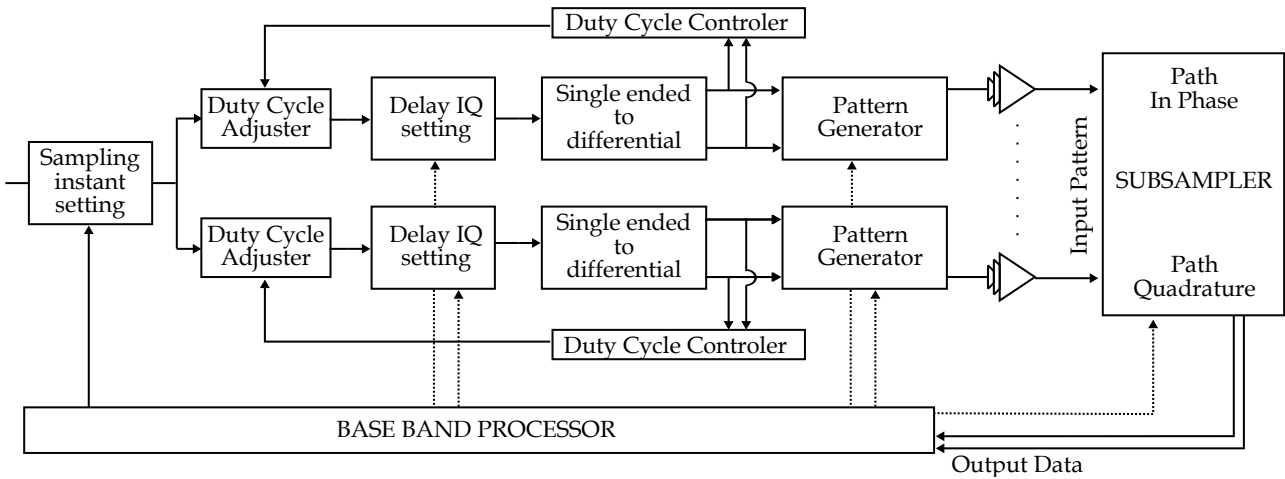 Duty Cycle Controler
Duty Cycle
Adjuster
Delay IQ
setting
Single ended
to
differential
Pattern
Generator
Path
In Phase
Sampling
instant
setting
Input Pattern
SUBSAMPLER
Duty Cycle
Adjuster
Delay IQ
setting
Single ended
to
differential
Pattern
Generator
Path
Quadrature
Duty Cycle Controler
BASE BAND PROCESSOR
Output Data